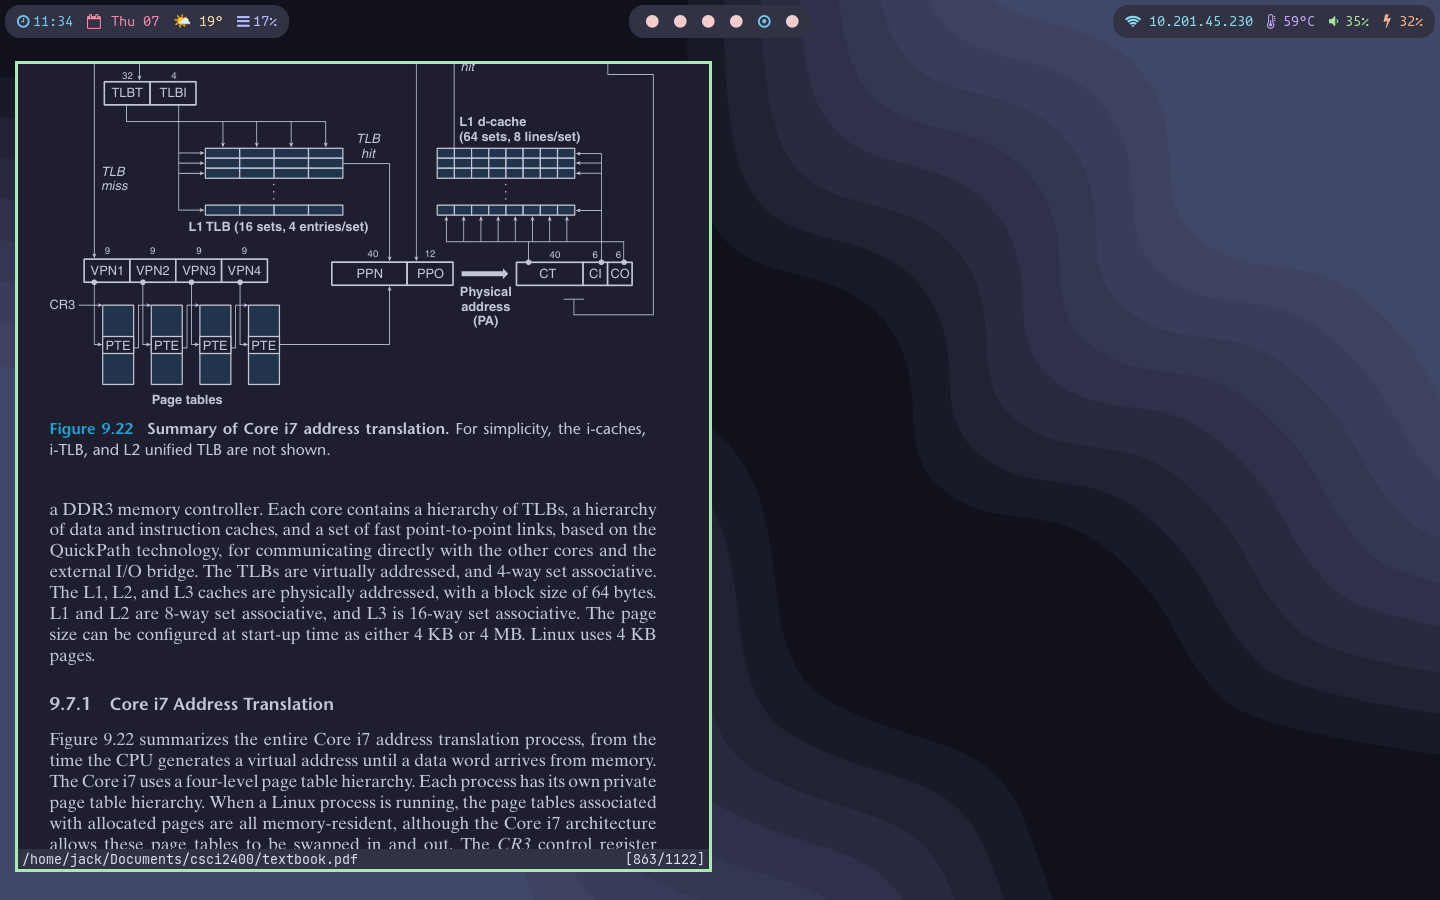 11:34 Thu 07 19° 17%
10.201.45.230 59°C 35% 32%
hit
32 4
TLBT TLBI
L1 d-cache
(64 sets, 8 lines/set)
TLB
hit
TLB
miss
L1 TLB (16 sets, 4 entries/set)
9 9 9 9
VPN1 VPN2 VPN3 VPN4
40 12
PPN PPO
40 6 6
CT CI CO
Physical
address
(PA)
CR3
PTE PTE PTE PTE
Page tables
Figure 9.22 Summary of Core i7 address translation. For simplicity, the i-caches,
i-TLB, and L2 unified TLB are not shown.
a DDR3 memory controller. Each core contains a hierarchy of TLBs, a hierarchy
of data and instruction caches, and a set of fast point-to-point links, based on the
QuickPath technology, for communicating directly with the other cores and the
external I/O bridge. The TLBs are virtually addressed, and 4-way set associative.
The L1, L2, and L3 caches are physically addressed, with a block size of 64 bytes.
L1 and L2 are 8-way set associative, and L3 is 16-way set associative. The page
size can be configured at start-up time as either 4 KB or 4 MB. Linux uses 4 KB
pages.
9.7.1 Core i7 Address Translation
Figure 9.22 summarizes the entire Core i7 address translation process, from the
time the CPU generates a virtual address until a data word arrives from memory.
The Core i7 uses a four-level page table hierarchy. Each process has its own private
page table hierarchy. When a Linux process is running, the page tables associated
with allocated pages are all memory-resident, although the Core i7 architecture
allows these page tables to be swapped in and out. The CR3 control register
/home/jack/Documents/csci2400/textbook.pdf [863/1122]